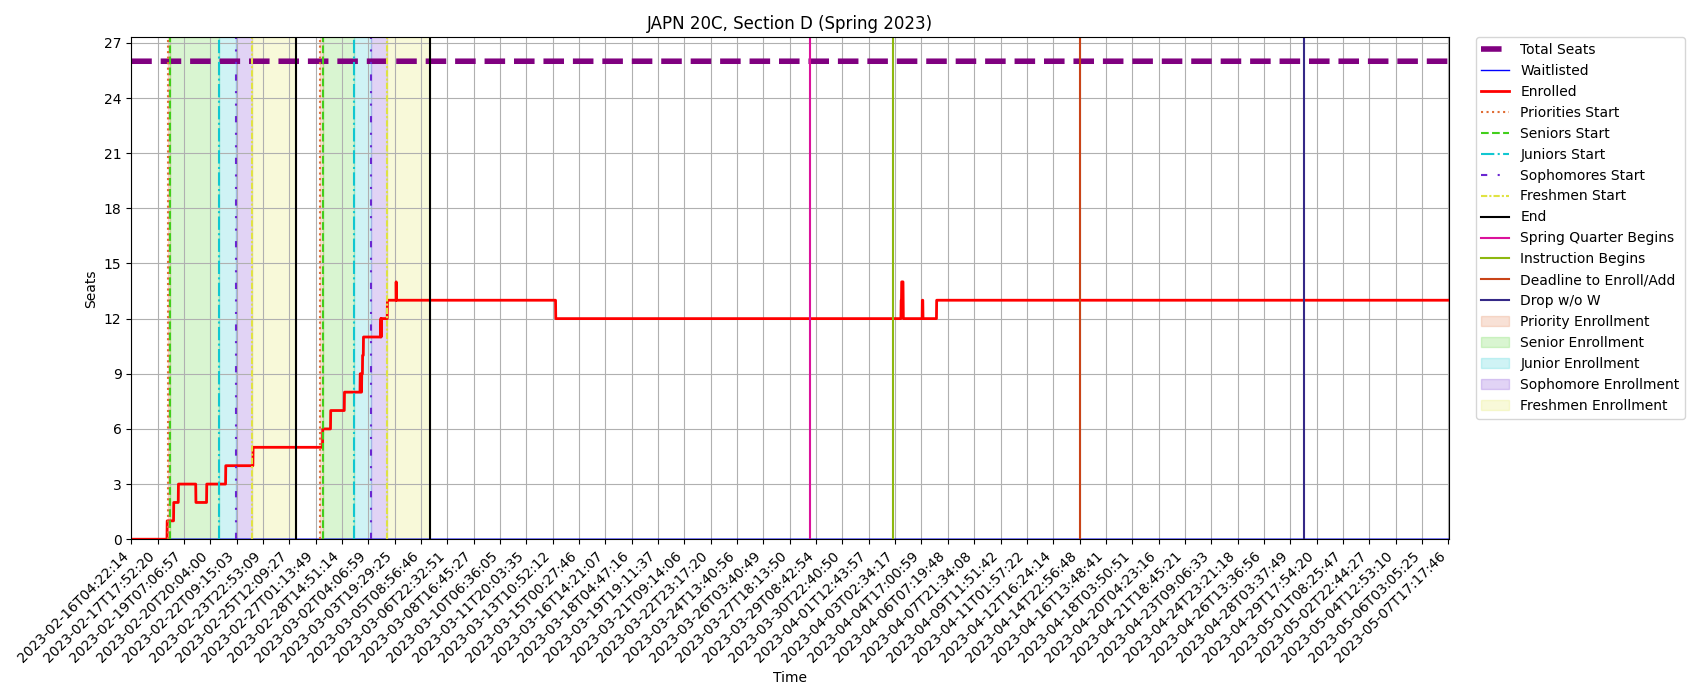 JAPN 20C, Section D (Spring 2023)
Seats
27
24
21
18
15
12
9
6
3
0
2023-02-16T04:22:14
2023-02-17T17:52:20
2023-02-19T07:06:57
2023-02-20T20:04:00
2023-02-22T09:15:03
2023-02-23T22:53:09
2023-02-25T12:09:27
2023-02-27T01:13:49
2023-02-28T14:51:14
2023-03-02T04:06:59
2023-03-03T19:29:25
2023-03-05T08:56:46
2023-03-06T22:32:51
2023-03-08T16:45:27
2023-03-10T06:36:05
2023-03-11T20:03:35
2023-03-13T10:52:12
2023-03-15T00:27:46
2023-03-16T14:21:07
2023-03-18T04:47:16
2023-03-19T19:11:37
2023-03-21T09:14:06
2023-03-22T23:17:20
2023-03-24T13:40:56
2023-03-26T03:40:49
2023-03-27T18:13:50
2023-03-29T08:42:54
2023-03-30T22:40:50
2023-04-01T12:43:57
2023-04-03T02:34:17
2023-04-04T17:00:59
2023-04-06T07:19:48
2023-04-07T21:34:08
2023-04-09T11:51:42
2023-04-11T01:57:22
2023-04-12T16:24:14
2023-04-14T22:56:48
2023-04-16T13:48:41
2023-04-18T03:50:51
2023-04-20T04:23:16
2023-04-21T18:45:21
2023-04-23T09:06:33
2023-04-24T23:21:18
2023-04-26T13:36:56
2023-04-28T03:37:49
2023-04-29T17:54:20
2023-05-01T08:25:47
2023-05-02T22:44:27
2023-05-04T12:53:10
2023-05-06T03:05:25
2023-05-07T17:17:46
Time
Total Seats
Waitlisted
Enrolled
Priorities Start
Seniors Start
Juniors Start
Sophomores Start
Freshmen Start
End
Spring Quarter Begins
Instruction Begins
Deadline to Enroll/Add
Drop w/o W
Priority Enrollment
Senior Enrollment
Junior Enrollment
Sophomore Enrollment
Freshmen Enrollment